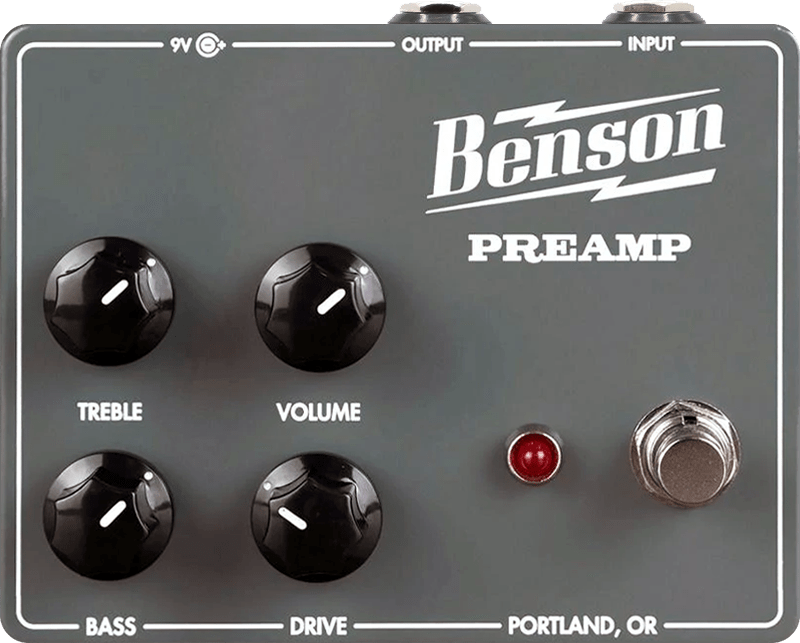 9V OUTPUT INPUT
Benson
PREAMP
TREBLE VOLUME
BASS DRIVE PORTLAND, OR